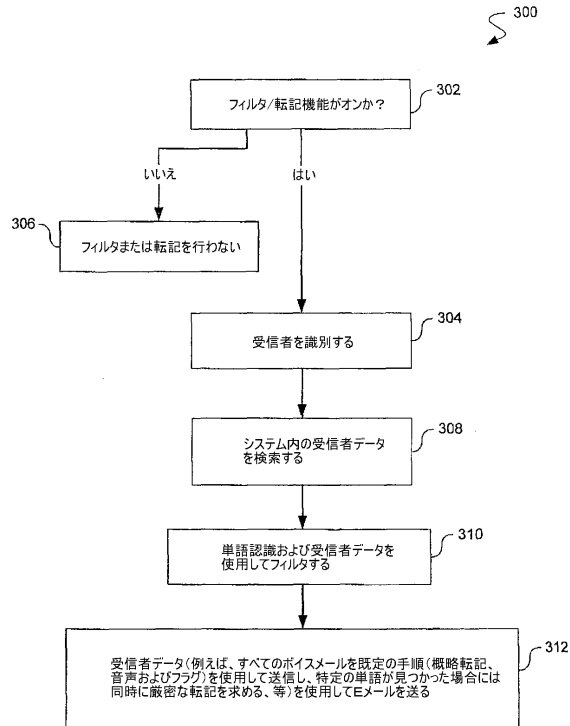 300
フィルタ/転記機能がオンか?
302
いいえ
はい
306
フィルタまたは転記を行わない
受信者を識別する
304
システム内の受信者データ
を検索する
308
単語認識および受信者データを
使用してフィルタする
310
受信者データ(例えば、すべてのボイスメールを既定の手順(概略転記、
音声およびフラグ)を使用して送信し、特定の単語が見つかった場合には
同時に厳密な転記を求める、等)を使用してEメールを送る
312